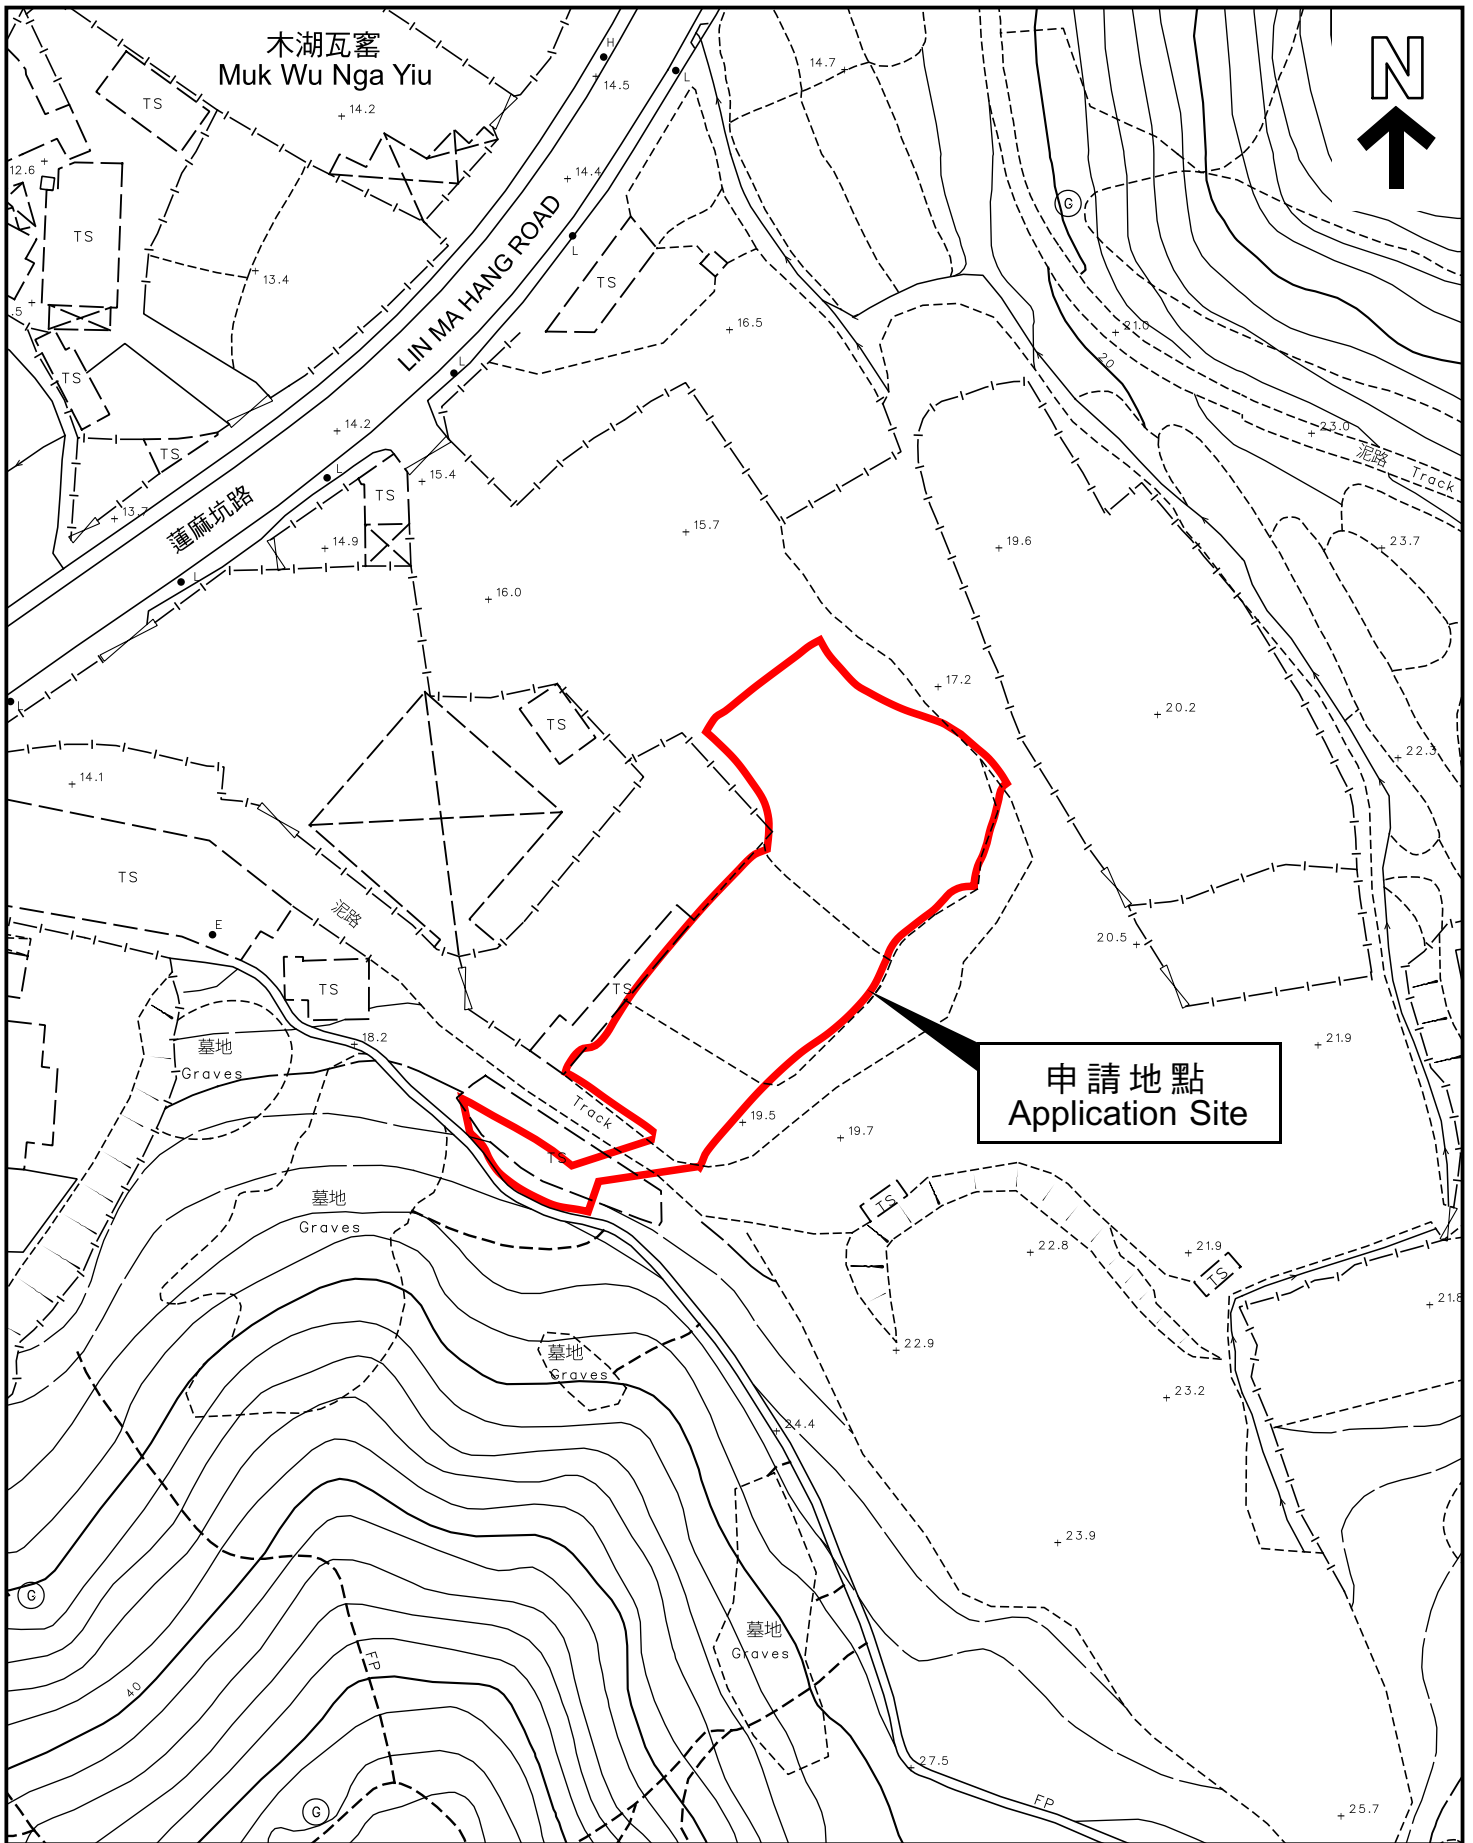 木湖瓦窰
Muk Wu Nga Yiu
N
H
14.5
L
14.7
TS
14.2
12.6
14.4
G
TS
LIN MA HANG ROAD
L
13.4
TS
.5
16.5
21.0
20
L
TS
14.2
23.0
TS
泥路 Track
L
15.4
TS
13.7
蓮麻坑路
14.9
15.7
19.6
23.7
L
16.0
17.2
L
20.2
TS
22.3
14.1
TS
泥路
E
20.5
TS
TS
18.2
墓地
Graves
21.9
申請地點
Application Site
Track
19.5
19.7
TS
墓地
Graves
TS
22.8
21.9
TS
21.8
墓地
Graves
22.9
23.2
24.4
23.9
G
墓地
Graves
FP
40
27.5
FP
G
25.7